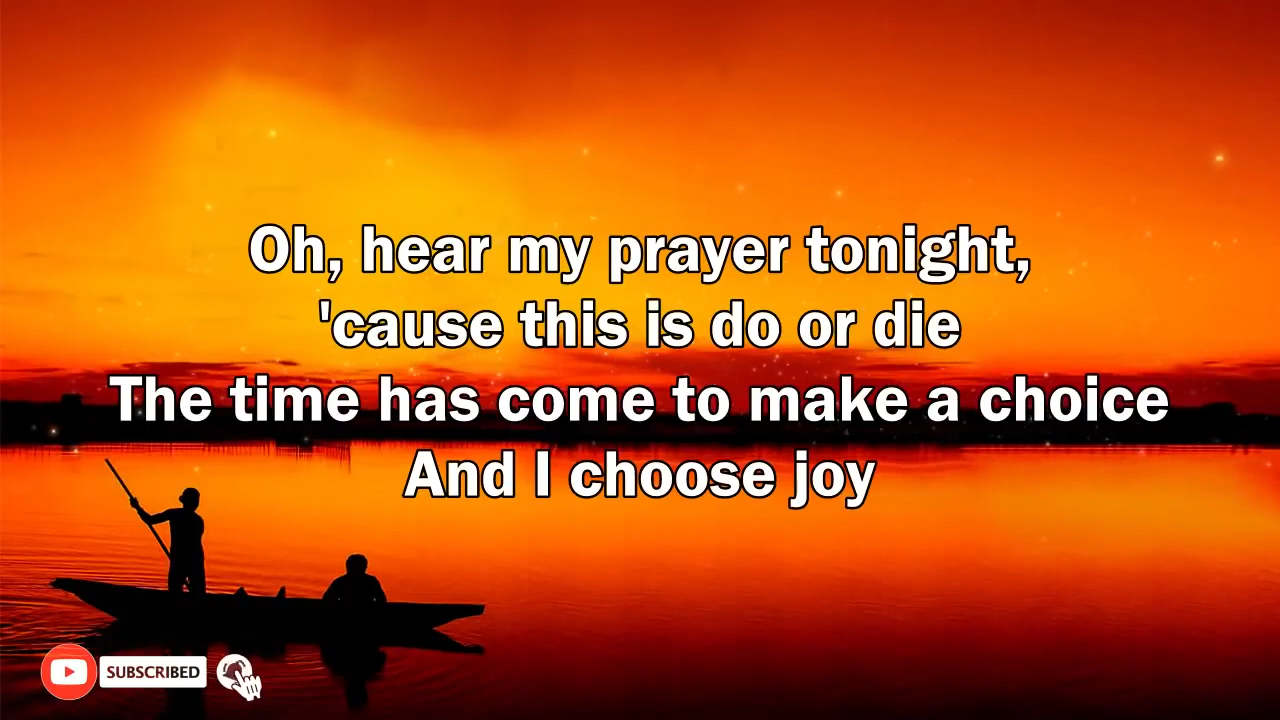 Oh, hear my prayer tonight,
'cause this is do or die
The time has come to make a choice
And I choose joy
SUBSCRIBED